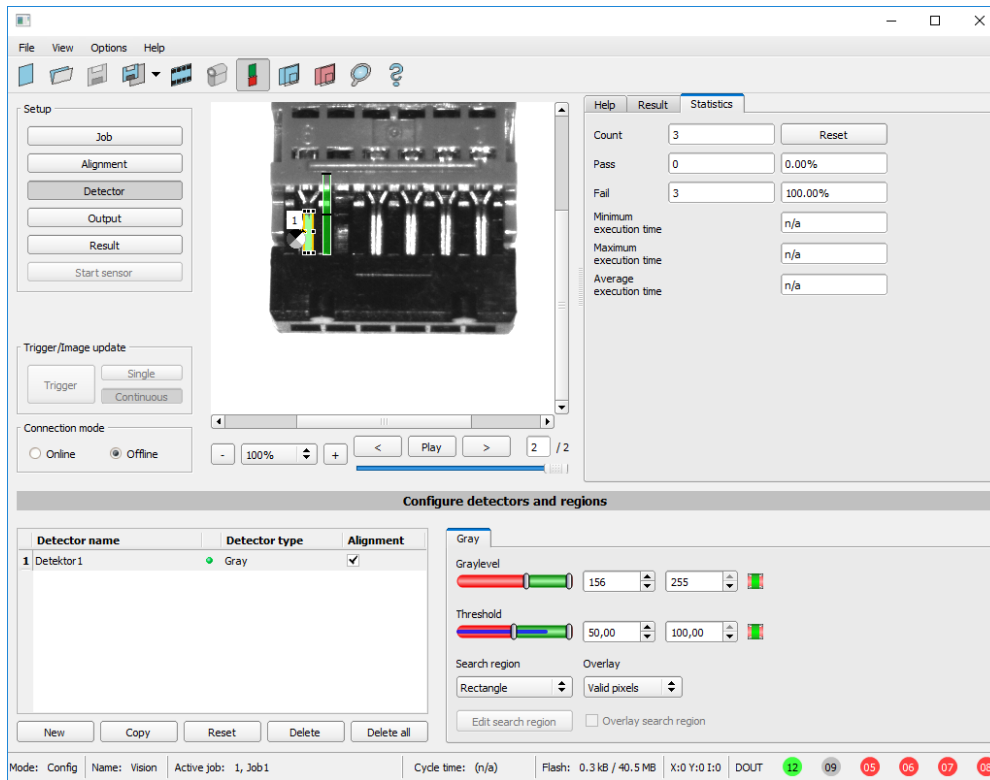 File View Options Help
Setup
Job
Alignment
Detector
Output
Result
Start sensor
Trigger/Image update
Trigger
Single
Continuous
Connection mode
Online Offline
1
- 100% + < Play > 2 / 2
Help Result Statistics
Count 3 Reset
Pass 0 0.00%
Fail 3 100.00%
Minimum
execution time n/a
Maximum
execution time n/a
Average
execution time n/a
Configure detectors and regions
Detector name Detector type Alignment
1 Detektor1 Gray
New Copy Reset Delete Delete all
Gray
Graylevel
156 255
Threshold
50,00 100,00
Search region Overlay
Rectangle Valid pixels
Edit search region Overlay search region
Mode: Config Name: Vision Active job: 1, Job1 Cycle time: (n/a) Flash: 0.3 kB / 40.5 MB X:0 Y:0 I:0 DOUT 12 09 05 06 07 08